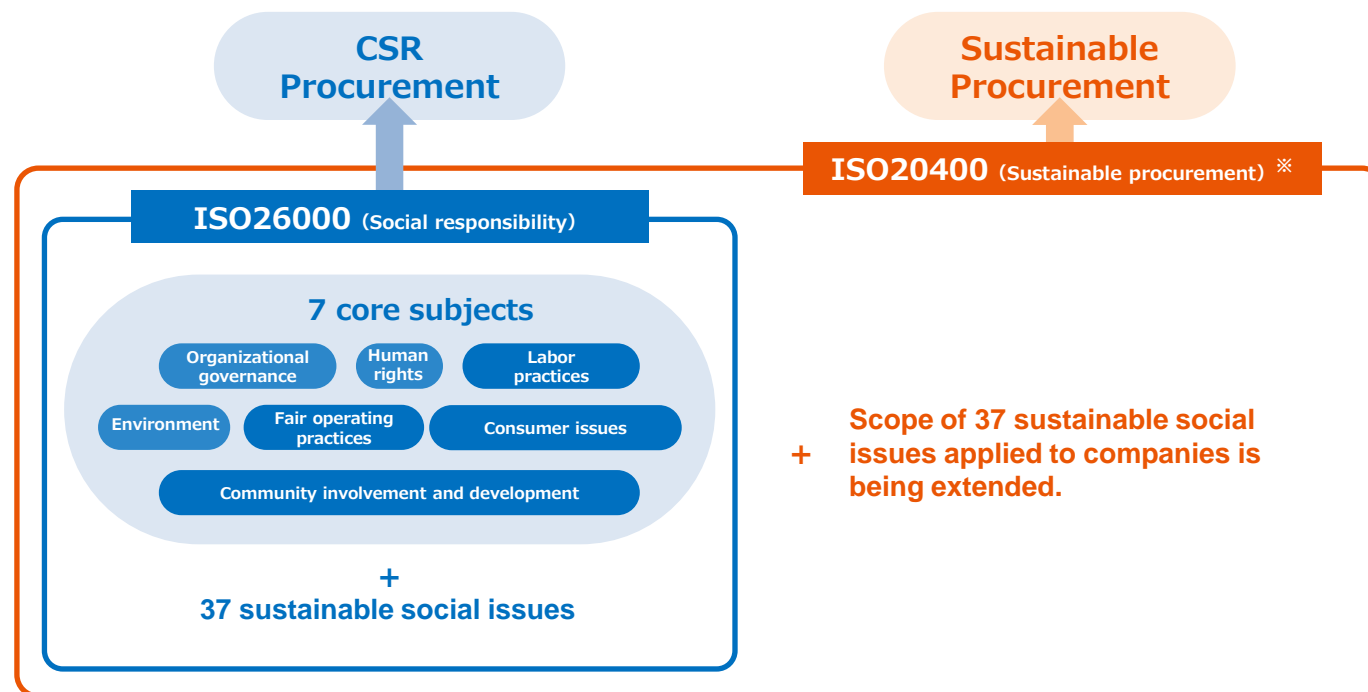 CSR
Procurement
Sustainable
Procurement
ISO20400 (Sustainable procurement) ※
ISO26000 (Social responsibility)
7 core subjects
Organizational
governance
Human
rights
Labor
practices
Environment
Fair operating
practices
Consumer issues
Community involvement and development
+
37 sustainable social issues
+
Scope of 37 sustainable social
issues applied to companies is
being extended.